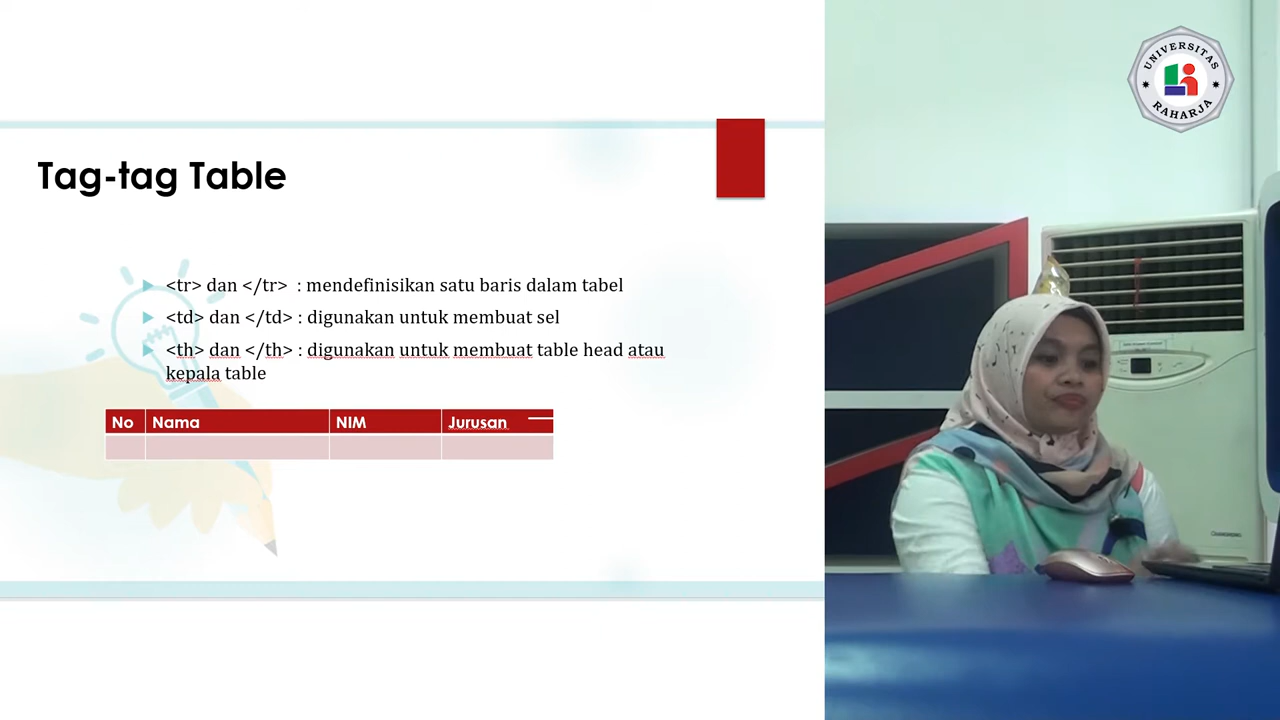 UNIVERSITAS
RAHARJA
Tag-tag Table
<tr> dan </tr> : mendefinisikan satu baris dalam tabel
<td> dan </td> : digunakan untuk membuat sel
<th> dan </th> : digunakan untuk membuat table head atau
kepala table
No Nama NIM Jurusan